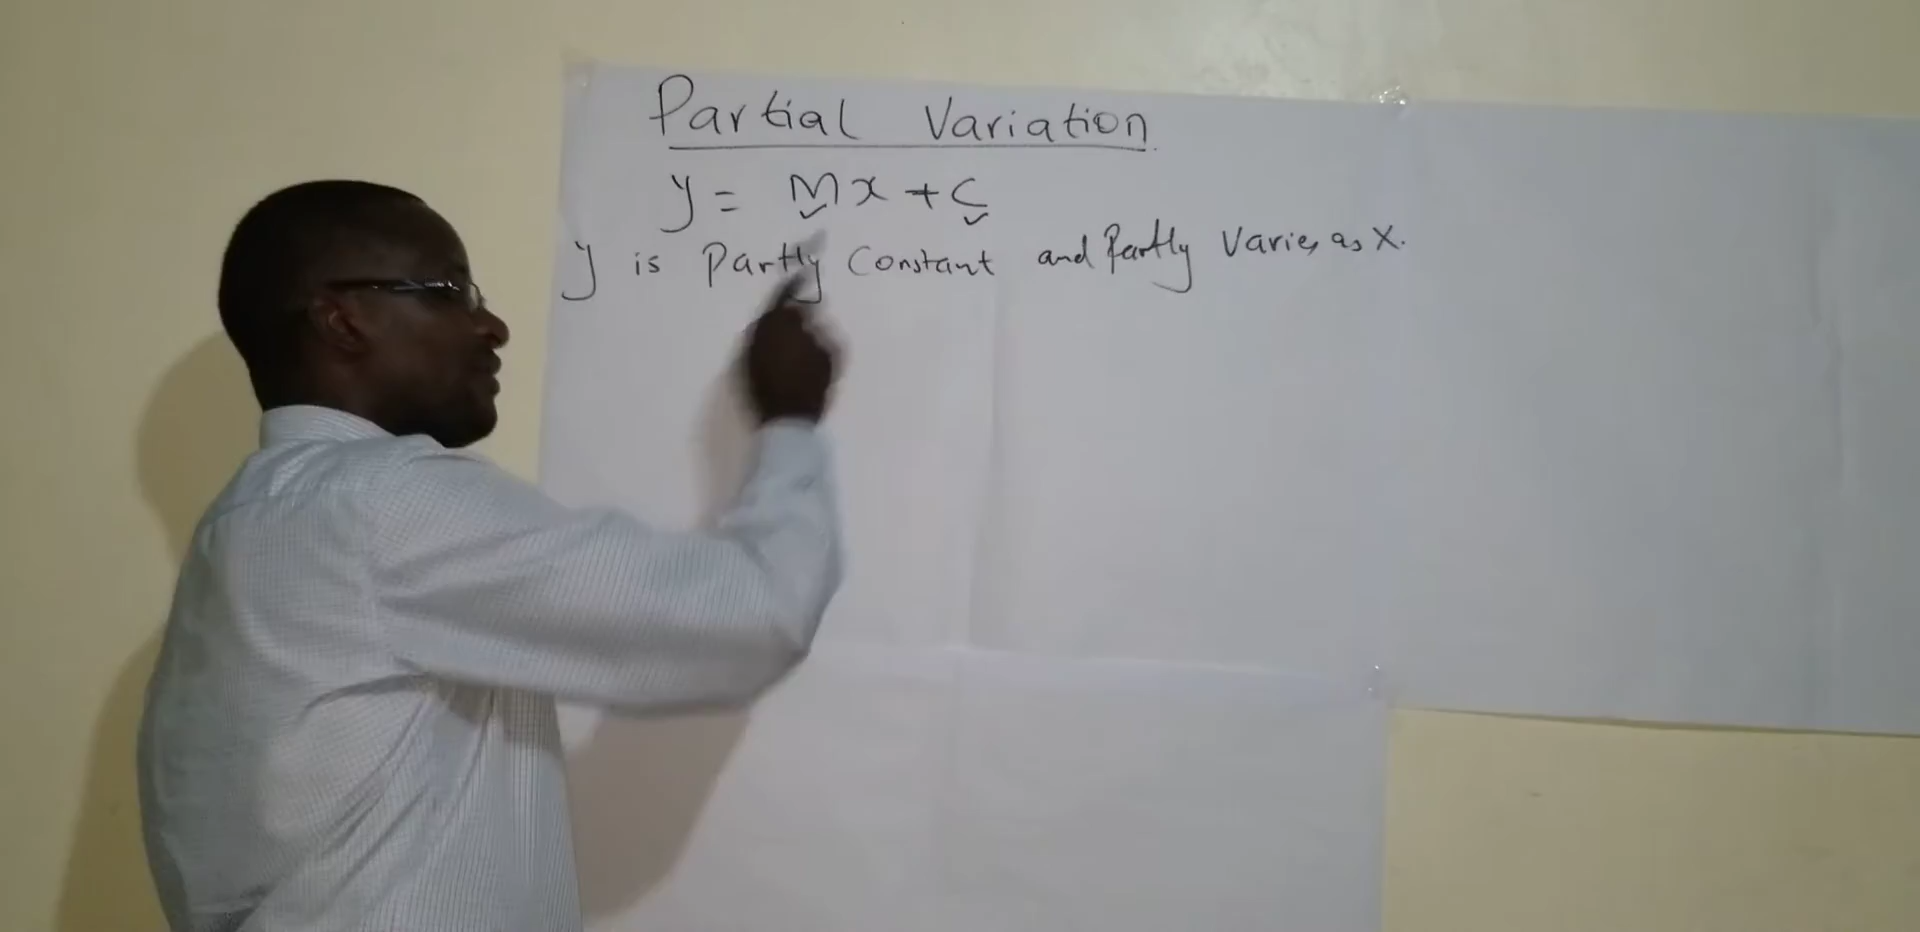 Partial Variation
y = Mx + C
y is Partly Constant and Partly Varies as X.